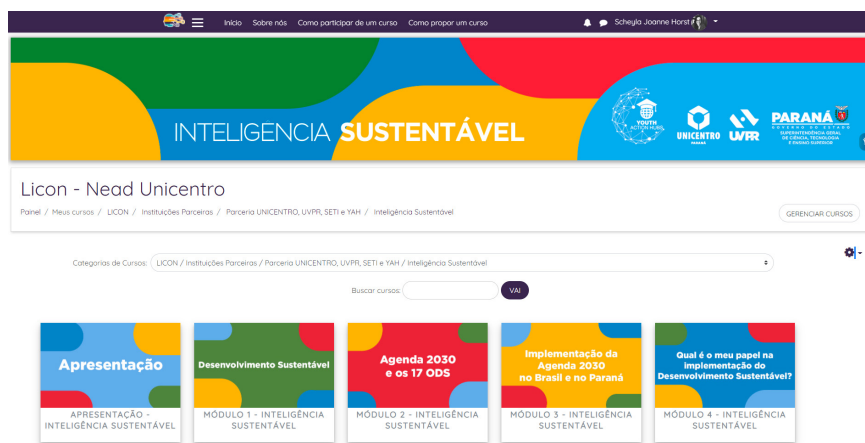 Início Sobre nós Como participar de um curso Como propor um curso Scheyla Joanne Horst
INTELIGENCIA SUSTENTÁVEL
YOUTH
ACTION HUBS
UNICENTRO
PARANÁ
UVPR
PARANÁ
GOVERNO DO ESTADO
SUPERINTENDÊNCIA GERAL
DE CIÊNCIA, TECNOLOGIA
E ENSINO SUPERIOR
Licon - Nead Unicentro
Painel / Meus cursos / LICON / Instituições Parceiras / Parceria UNICENTRO, UVPR, SETI e YAH / Inteligência Sustentável
GERENCIAR CURSOS
Categorias de Cursos: LICON / Instituições Parceiras / Parceria UNICENTRO, UVPR, SETI e YAH / Inteligência Sustentável
Buscar cursos: VAI
Apresentação
APRESENTAÇÃO -
INTELIGÊNCIA SUSTENTÁVEL
Desenvolvimento Sustentável
MÓDULO 1 - INTELIGÊNCIA
SUSTENTÁVEL
Agenda 2030
e os 17 ODS
MÓDULO 2 - INTELIGÊNCIA
SUSTENTÁVEL
Implementação da
Agenda 2030
no Brasil e no Paraná
MÓDULO 3 - INTELIGÊNCIA
SUSTENTÁVEL
Qual é o meu papel na
implementação do
Desenvolvimento Sustentável?
MÓDULO 4 - INTELIGÊNCIA
SUSTENTÁVEL